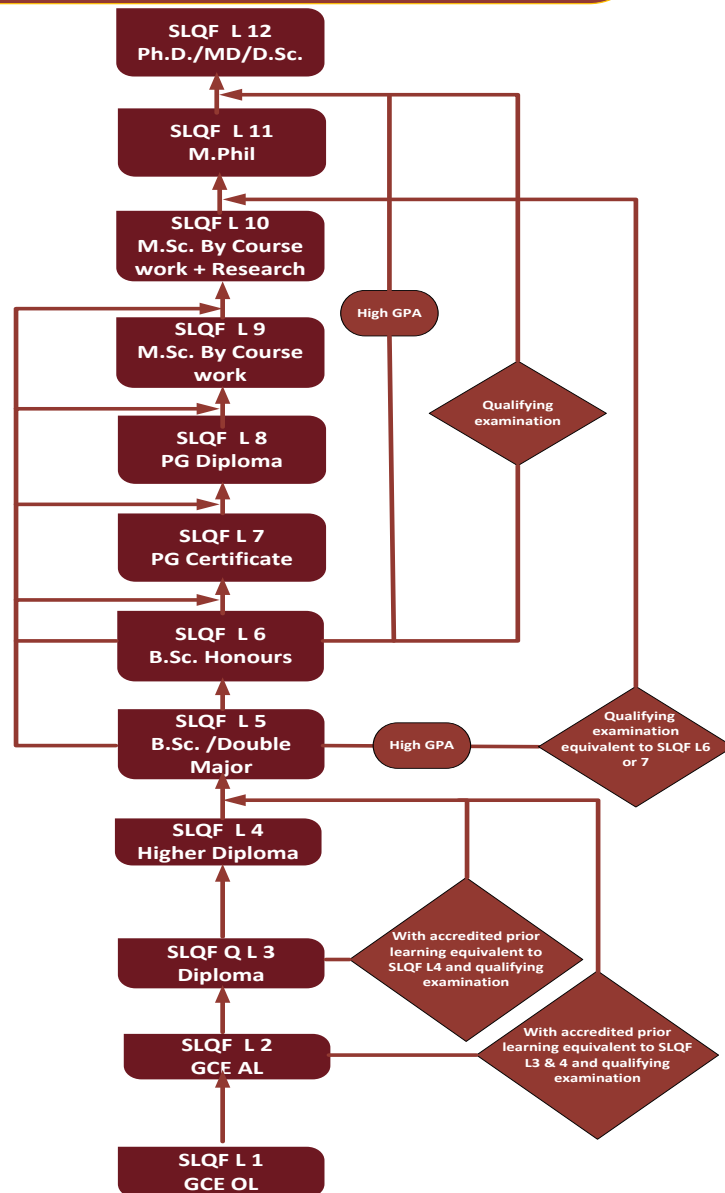 SLQF L 12
Ph.D./MD/D.Sc.
SLQF L 11
M.Phil
SLQF L 10
M.Sc. By Course
work + Research
High GPA
SLQF L 9
M.Sc. By Course
work
Qualifying
examination
SLQF L 8
PG Diploma
SLQF L 7
PG Certificate
SLQF L 6
B.Sc. Honours
SLQF L 5
B.Sc. /Double
Major
High GPA
Qualifying
examination
equivalent to SLQF L6
or 7
SLQF L 4
Higher Diploma
SLQF Q L 3
Diploma
With accredited prior
learning equivalent to
SLQF L4 and qualifying
examination
SLQF L 2
GCE AL
With accredited prior
learning equivalent to SLQF
L3 & 4 and qualifying
examination
SLQF L 1
GCE OL